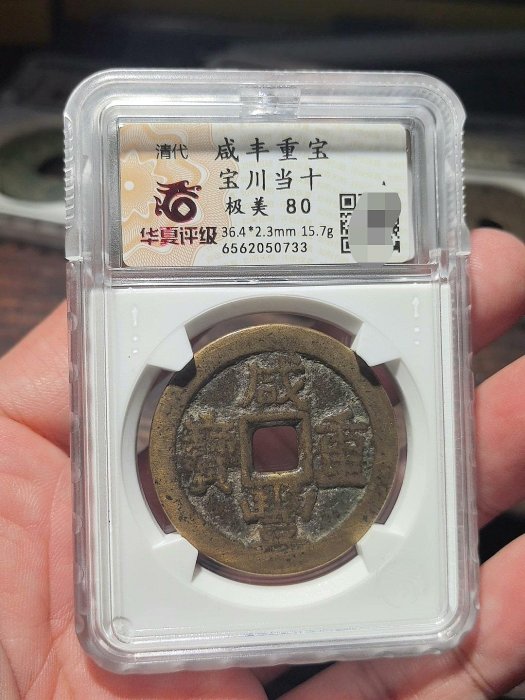 清代 咸丰重宝
宝川当十
极美 80
华夏评级 36.4*2.3mm 15.7g
6562050733
咸
寶 重
豐